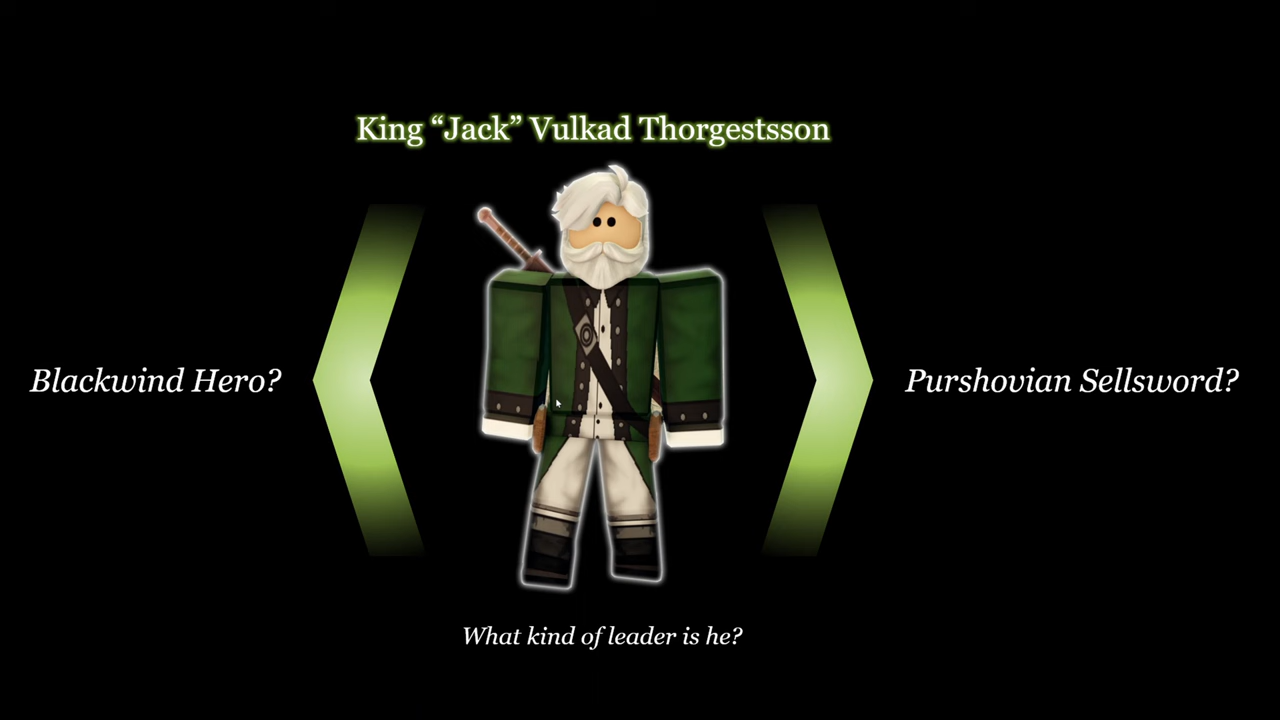 King “Jack” Vulkad Thorgestsson
Blackwind Hero?
Purshovian Sellsword?
What kind of leader is he?